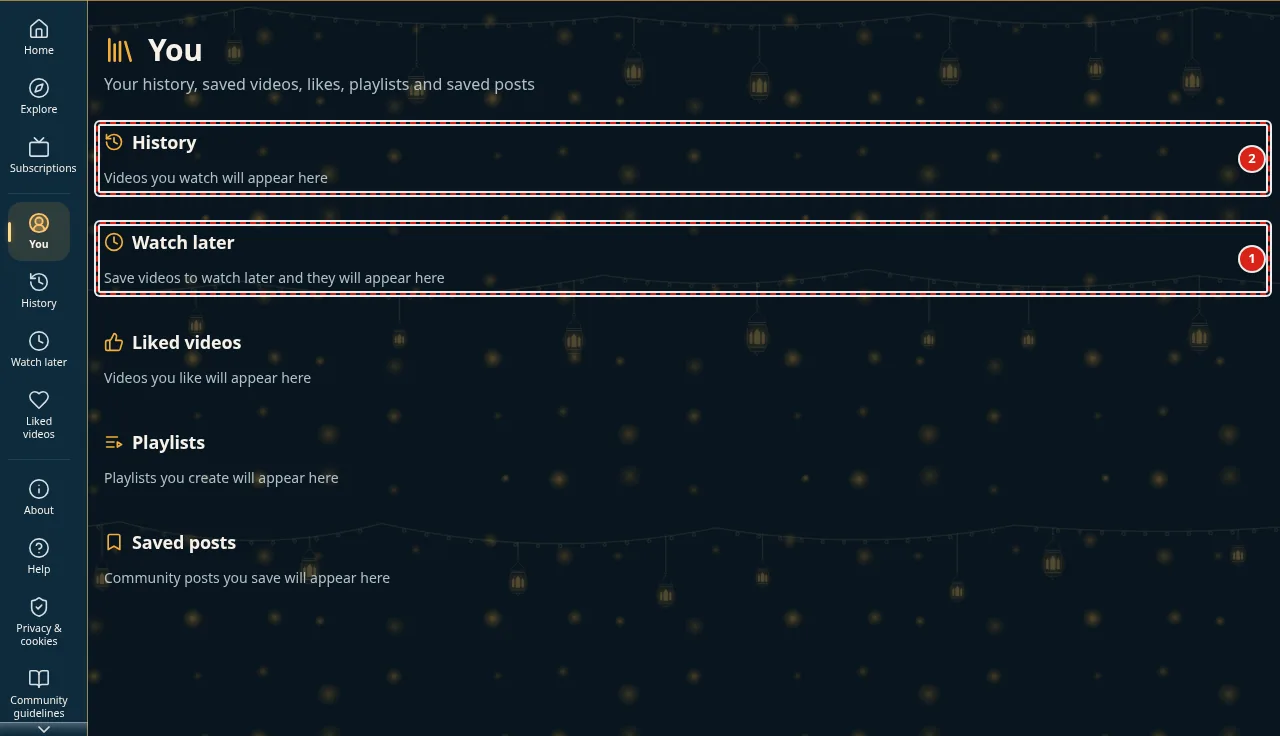 Home
Explore
Subscriptions
You
History
Watch later
Liked
videos
About
Help
Privacy &
cookies
Community
guidelines
You
Your history, saved videos, likes, playlists and saved posts
History
Videos you watch will appear here
2
Watch later
Save videos to watch later and they will appear here
1
Liked videos
Videos you like will appear here
Playlists
Playlists you create will appear here
Saved posts
Community posts you save will appear here